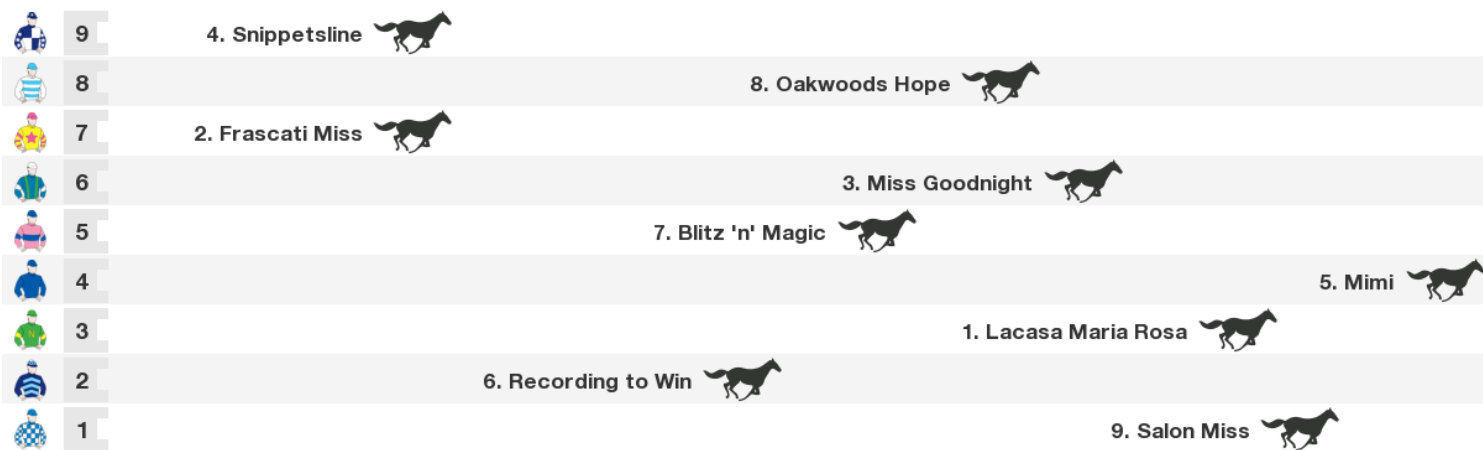 9 4. Snippetsline
8 8. Oakwoods Hope
7 2. Frascati Miss
6 3. Miss Goodnight
5 7. Blitz 'n' Magic
4 5. Mimi
3 N 1. Lacasa Maria Rosa
2 6. Recording to Win
1 9. Salon Miss